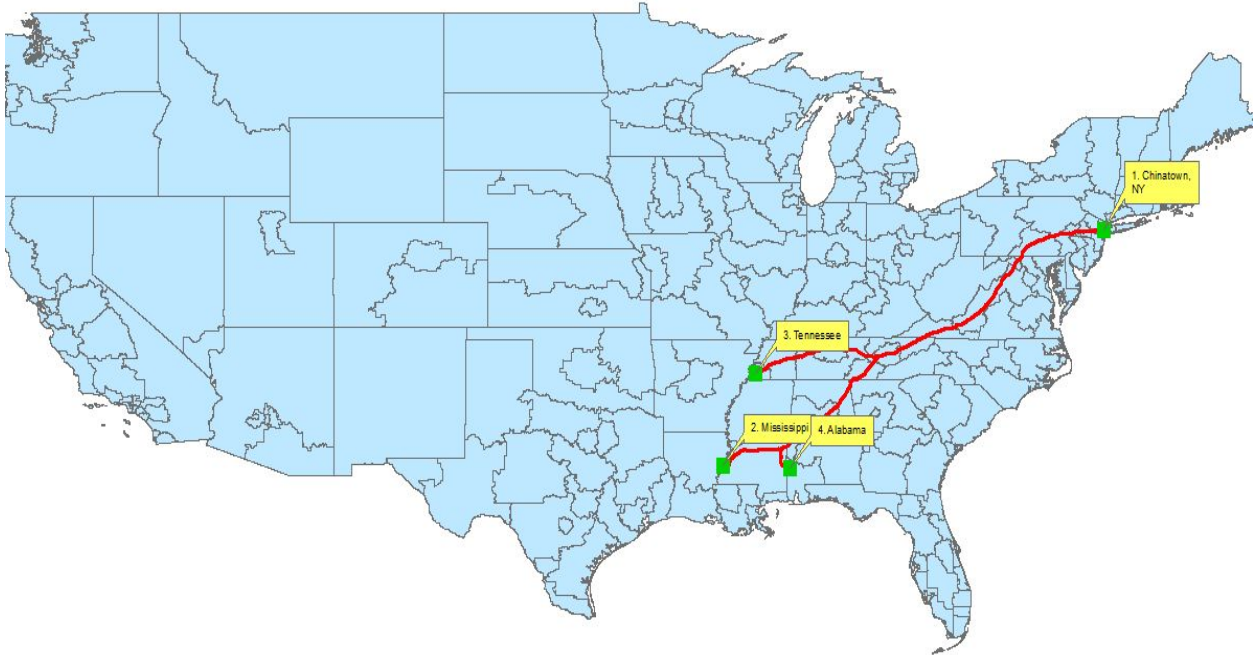 1. Chinatown,
NY
3. Tennessee
2. Mississippi
4. Alabama